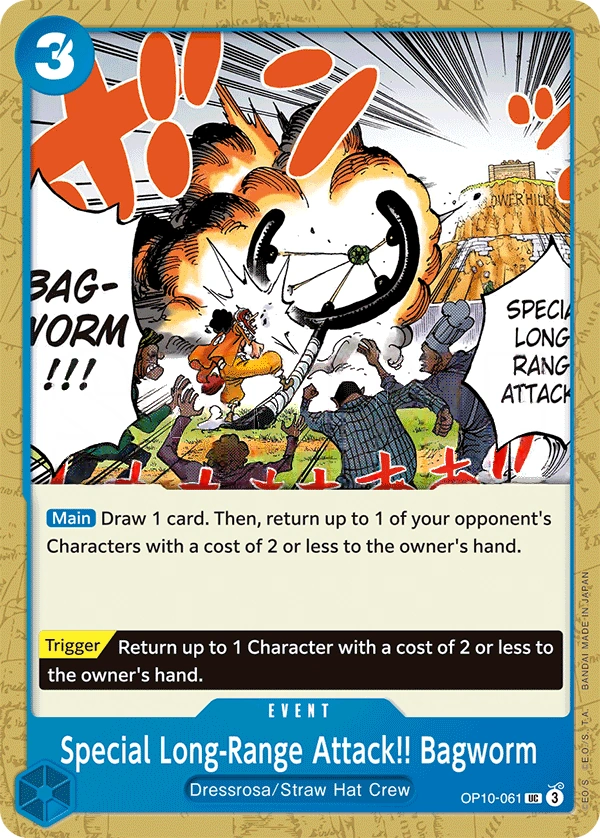 3
ドン
BAG-
WORM
!!!
OWERHILL
SPECIA
LONG
RANG
ATTACK
Main Draw 1 card. Then, return up to 1 of your opponent's
Characters with a cost of 2 or less to the owner's hand.
Trigger Return up to 1 Character with a cost of 2 or less to
the owner's hand.
EVENT
Special Long-Range Attack!! Bagworm
Dressrosa/Straw Hat Crew
OP10-061 UC 3
BANDAI MADE IN JAPAN